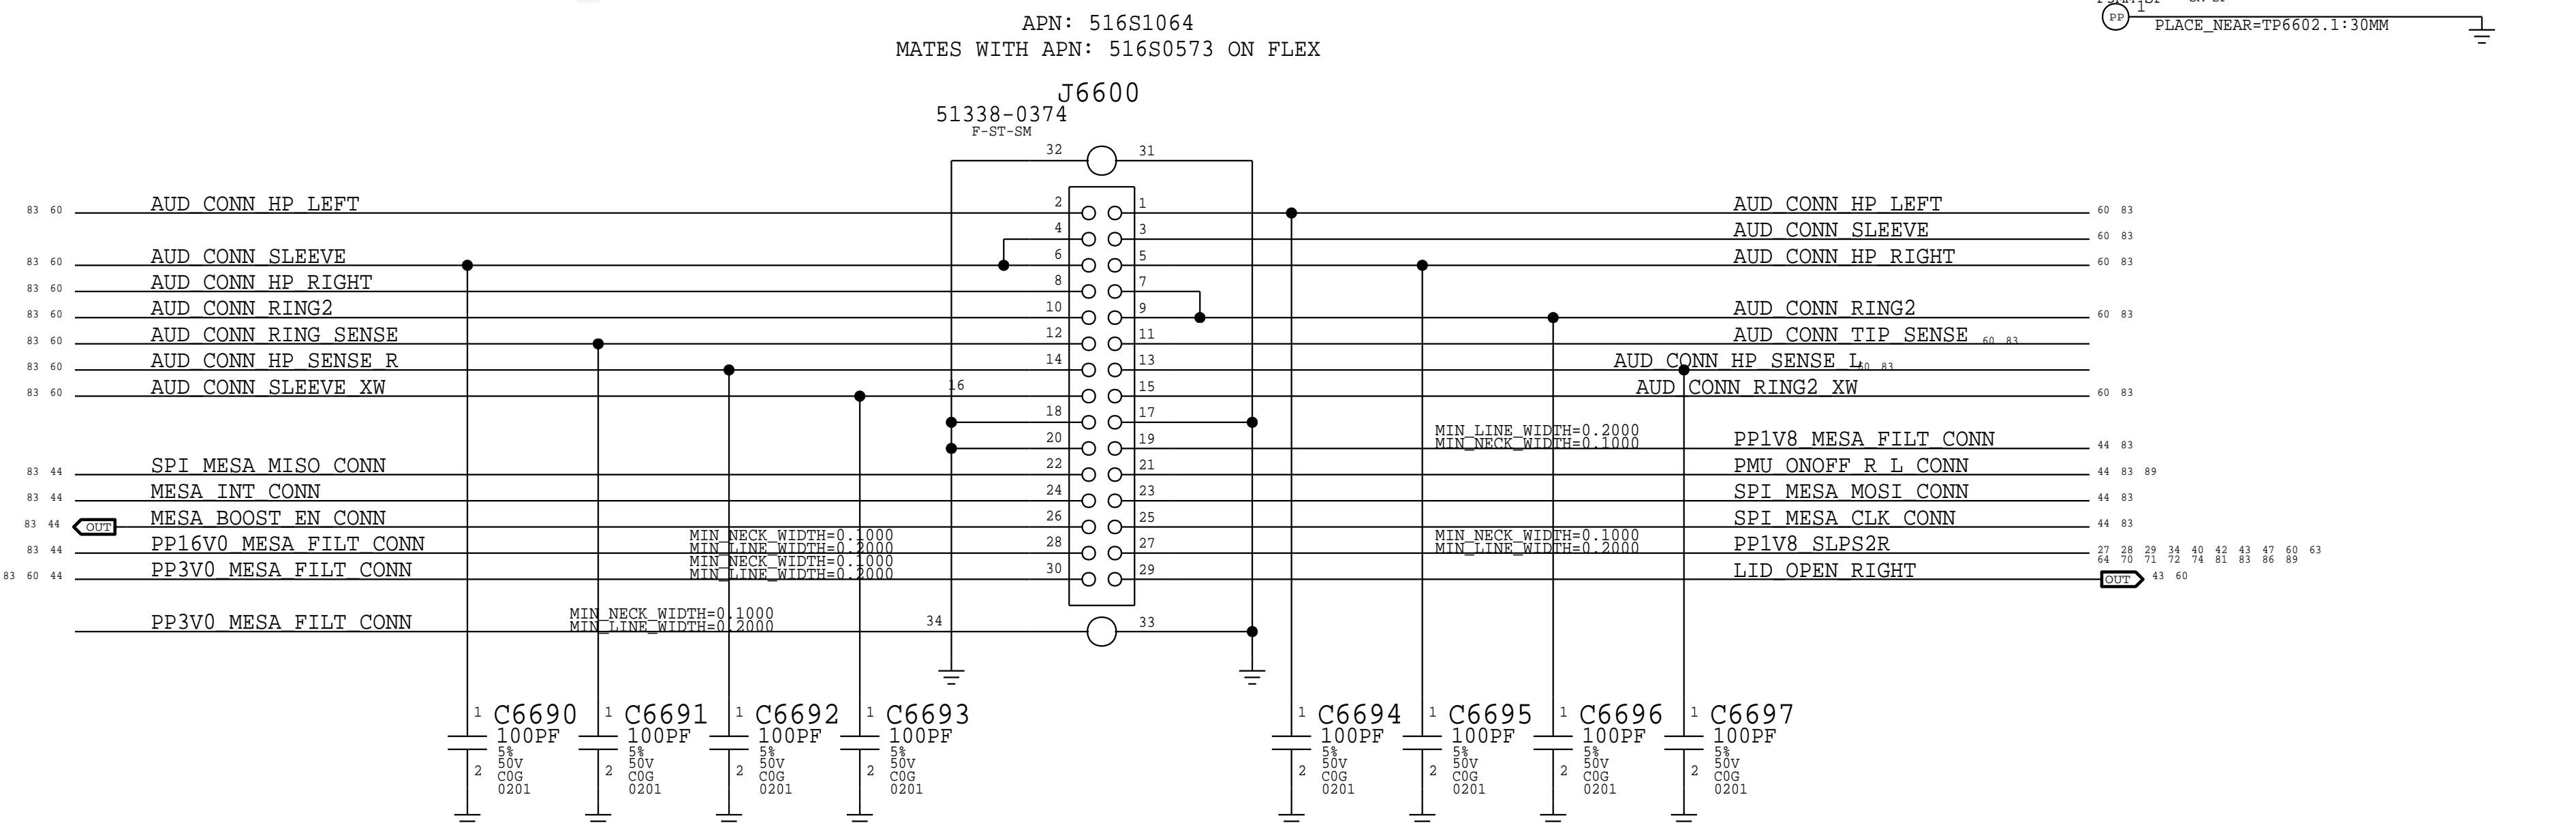 APN: 516S1064
MATES WITH APN: 516S0573 ON FLEX
PP
1
PLACE_NEAR=TP6602.1:30MM
J6600
51338-0374
F-ST-SM
32
31
83 60
AUD_CONN_HP_LEFT
2
1
AUD_CONN_HP_LEFT
60 83
4
3
AUD_CONN_SLEEVE
60 83
83 60
AUD_CONN_SLEEVE
6
5
AUD_CONN_HP_RIGHT
60 83
83 60
AUD_CONN_HP_RIGHT
8
7
83 60
AUD_CONN_RING2
10
9
AUD_CONN_RING2
60 83
83 60
AUD_CONN_RING_SENSE
12
11
AUD_CONN_TIP_SENSE
60 83
83 60
AUD_CONN_HP_SENSE_R
14
13
AUD_CONN_HP_SENSE_L
60 83
83 60
AUD_CONN_SLEEVE_XW
16
15
AUD_CONN_RING2_XW
60 83
18
17
20
19
MIN_LINE_WIDTH=0.2000
MIN_NECK_WIDTH=0.1000
PP1V8_MESA_FILT_CONN
44 83
83 44
SPI_MESA_MISO_CONN
22
21
PMU_ONOFF_R_L_CONN
44 83 89
83 44
MESA_INT_CONN
24
23
SPI_MESA_MOSI_CONN
44 83
83 44
OUT
MESA_BOOST_EN_CONN
26
25
SPI_MESA_CLK_CONN
44 83
83 44
PP16V0_MESA_FILT_CONN
MIN_NECK_WIDTH=0.1000
MIN_LINE_WIDTH=0.2000
28
27
MIN_NECK_WIDTH=0.1000
MIN_LINE_WIDTH=0.2000
PP1V8_SLPS2R
27 28 29 34 40 42 43 47 60 63
64 70 71 72 74 81 83 86 89
83 60 44
PP3V0_MESA_FILT_CONN
MIN_NECK_WIDTH=0.1000
MIN_LINE_WIDTH=0.2000
30
29
LID_OPEN_RIGHT
OUT
43 60
PP3V0_MESA_FILT_CONN
MIN_NECK_WIDTH=0.1000
MIN_LINE_WIDTH=0.2000
34
33
1
C6690
100PF
5%
50V
C0G
0201
2
1
C6691
100PF
5%
50V
C0G
0201
2
1
C6692
100PF
5%
50V
C0G
0201
2
1
C6693
100PF
5%
50V
C0G
0201
2
1
C6694
100PF
5%
50V
C0G
0201
2
1
C6695
100PF
5%
50V
C0G
0201
2
1
C6696
100PF
5%
50V
C0G
0201
2
1
C6697
100PF
5%
50V
C0G
0201
2